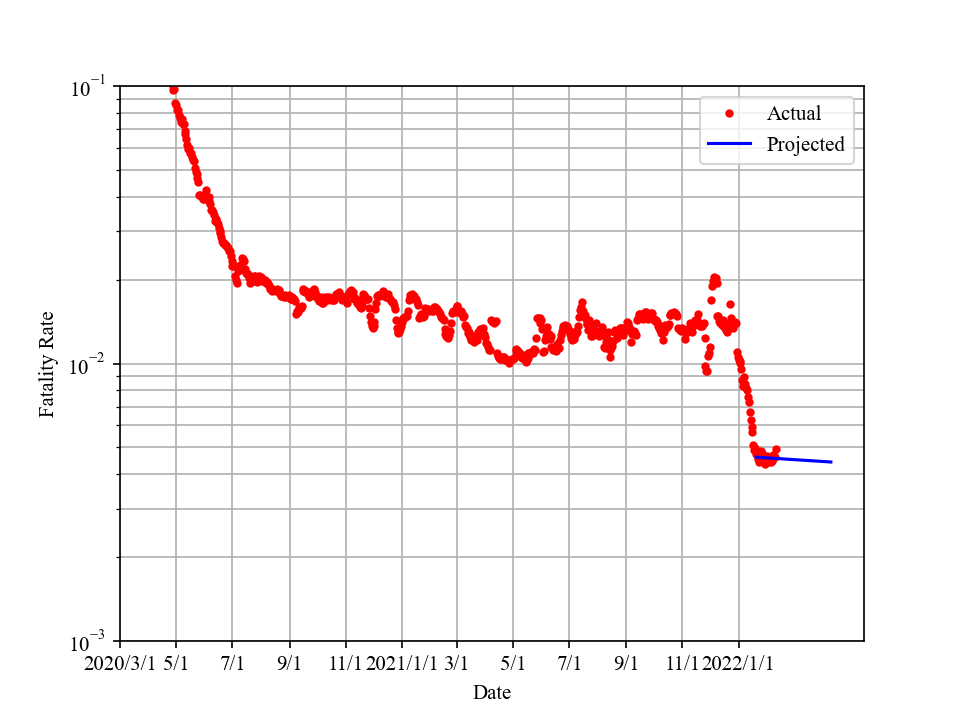 10⁻¹
Actual
Projected
Fatality Rate
10⁻²
10⁻³
2020/3/1 5/1 7/1 9/1 11/1 2021/1/1 3/1 5/1 7/1 9/1 11/1 2022/1/1
Date